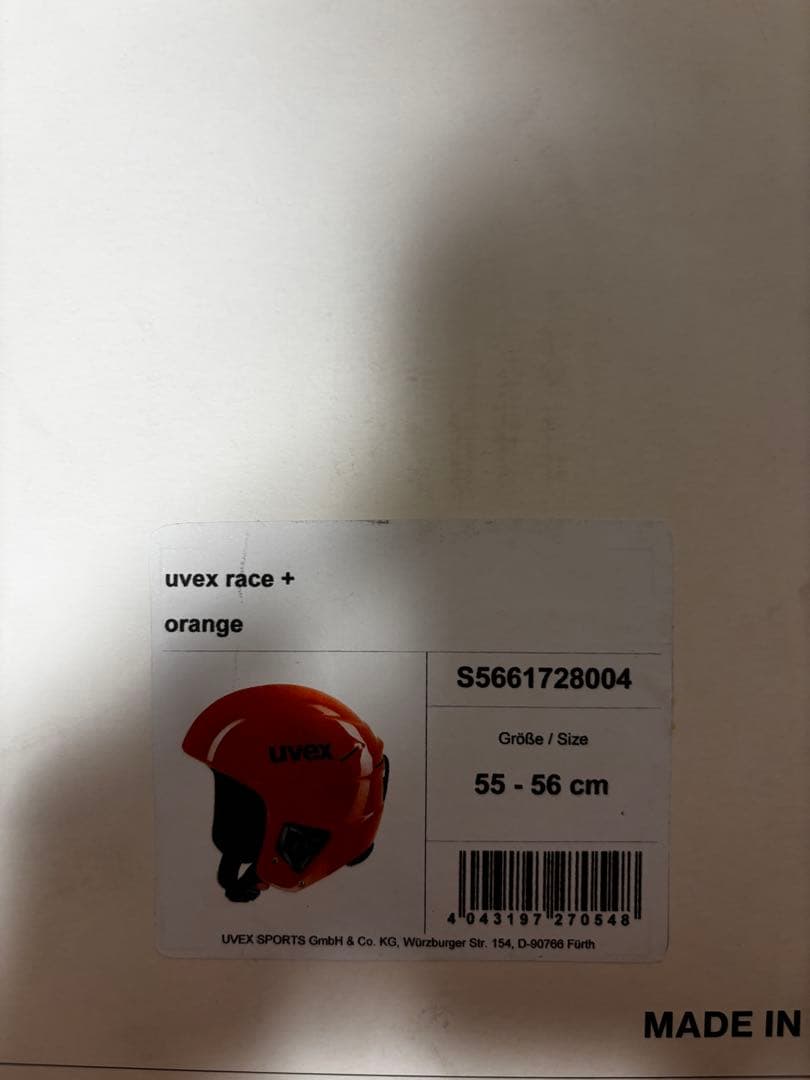 uvex race +
orange
uvex
S5661728004
Größe / Size
55 - 56 cm
4 043197 270548
UVEX SPORTS GmbH & Co. KG, Würzburger Str. 154, D-90766 Fürth
MADE IN